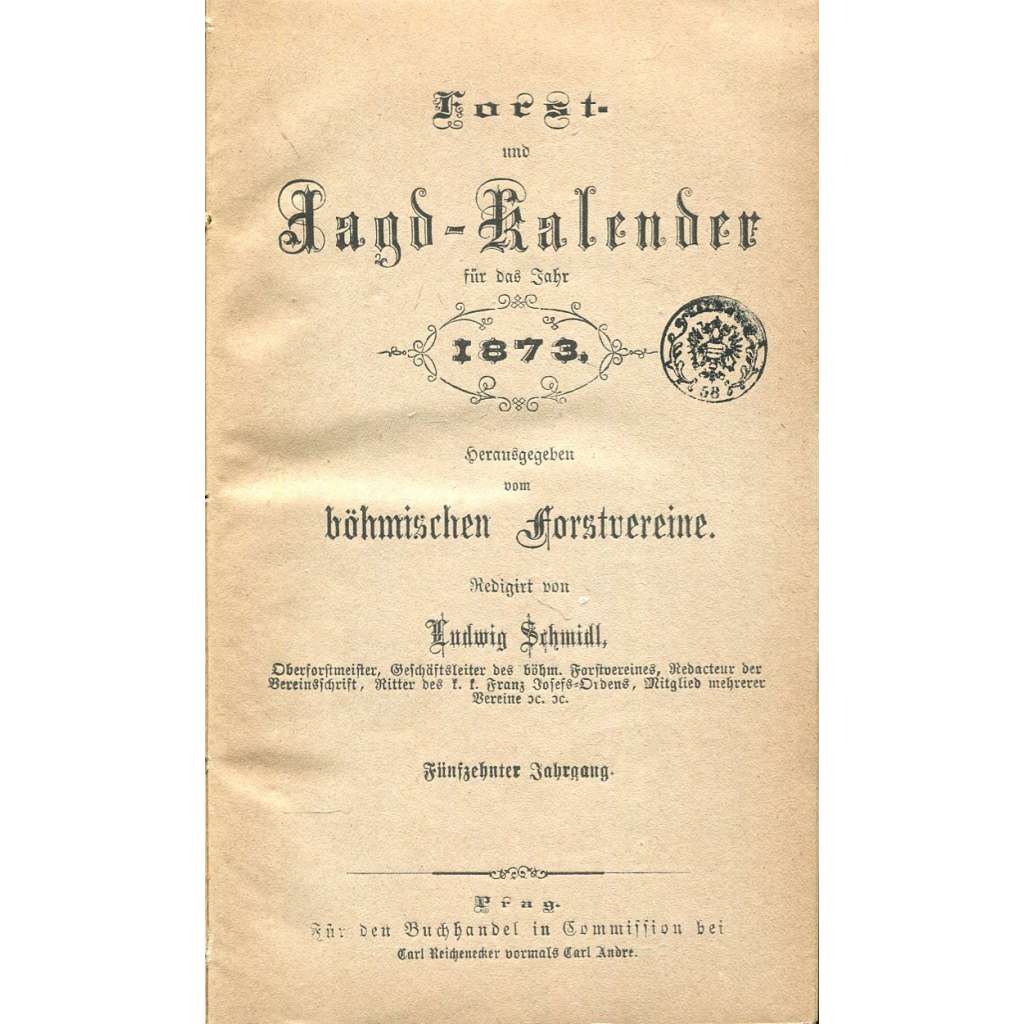 Forst-
und
Jagd-Kalender
für das Jahr
1873.
58
Herausgegeben
vom
böhmischen Forstvereine.
Redigirt von
Ludwig Schmidl,
Oberforstmeister, Geschäftsleiter des böhm. Forstvereines, Redacteur der
Vereinsschrift, Ritter des k. k. Franz Josefs-Ordens, Mitglied mehrerer
Vereine ꝛc. ꝛc.
Fünfzehnter Jahrgang.
Prag.
Für den Buchhandel in Commission bei
Carl Reichenecker vormals Carl Andre.